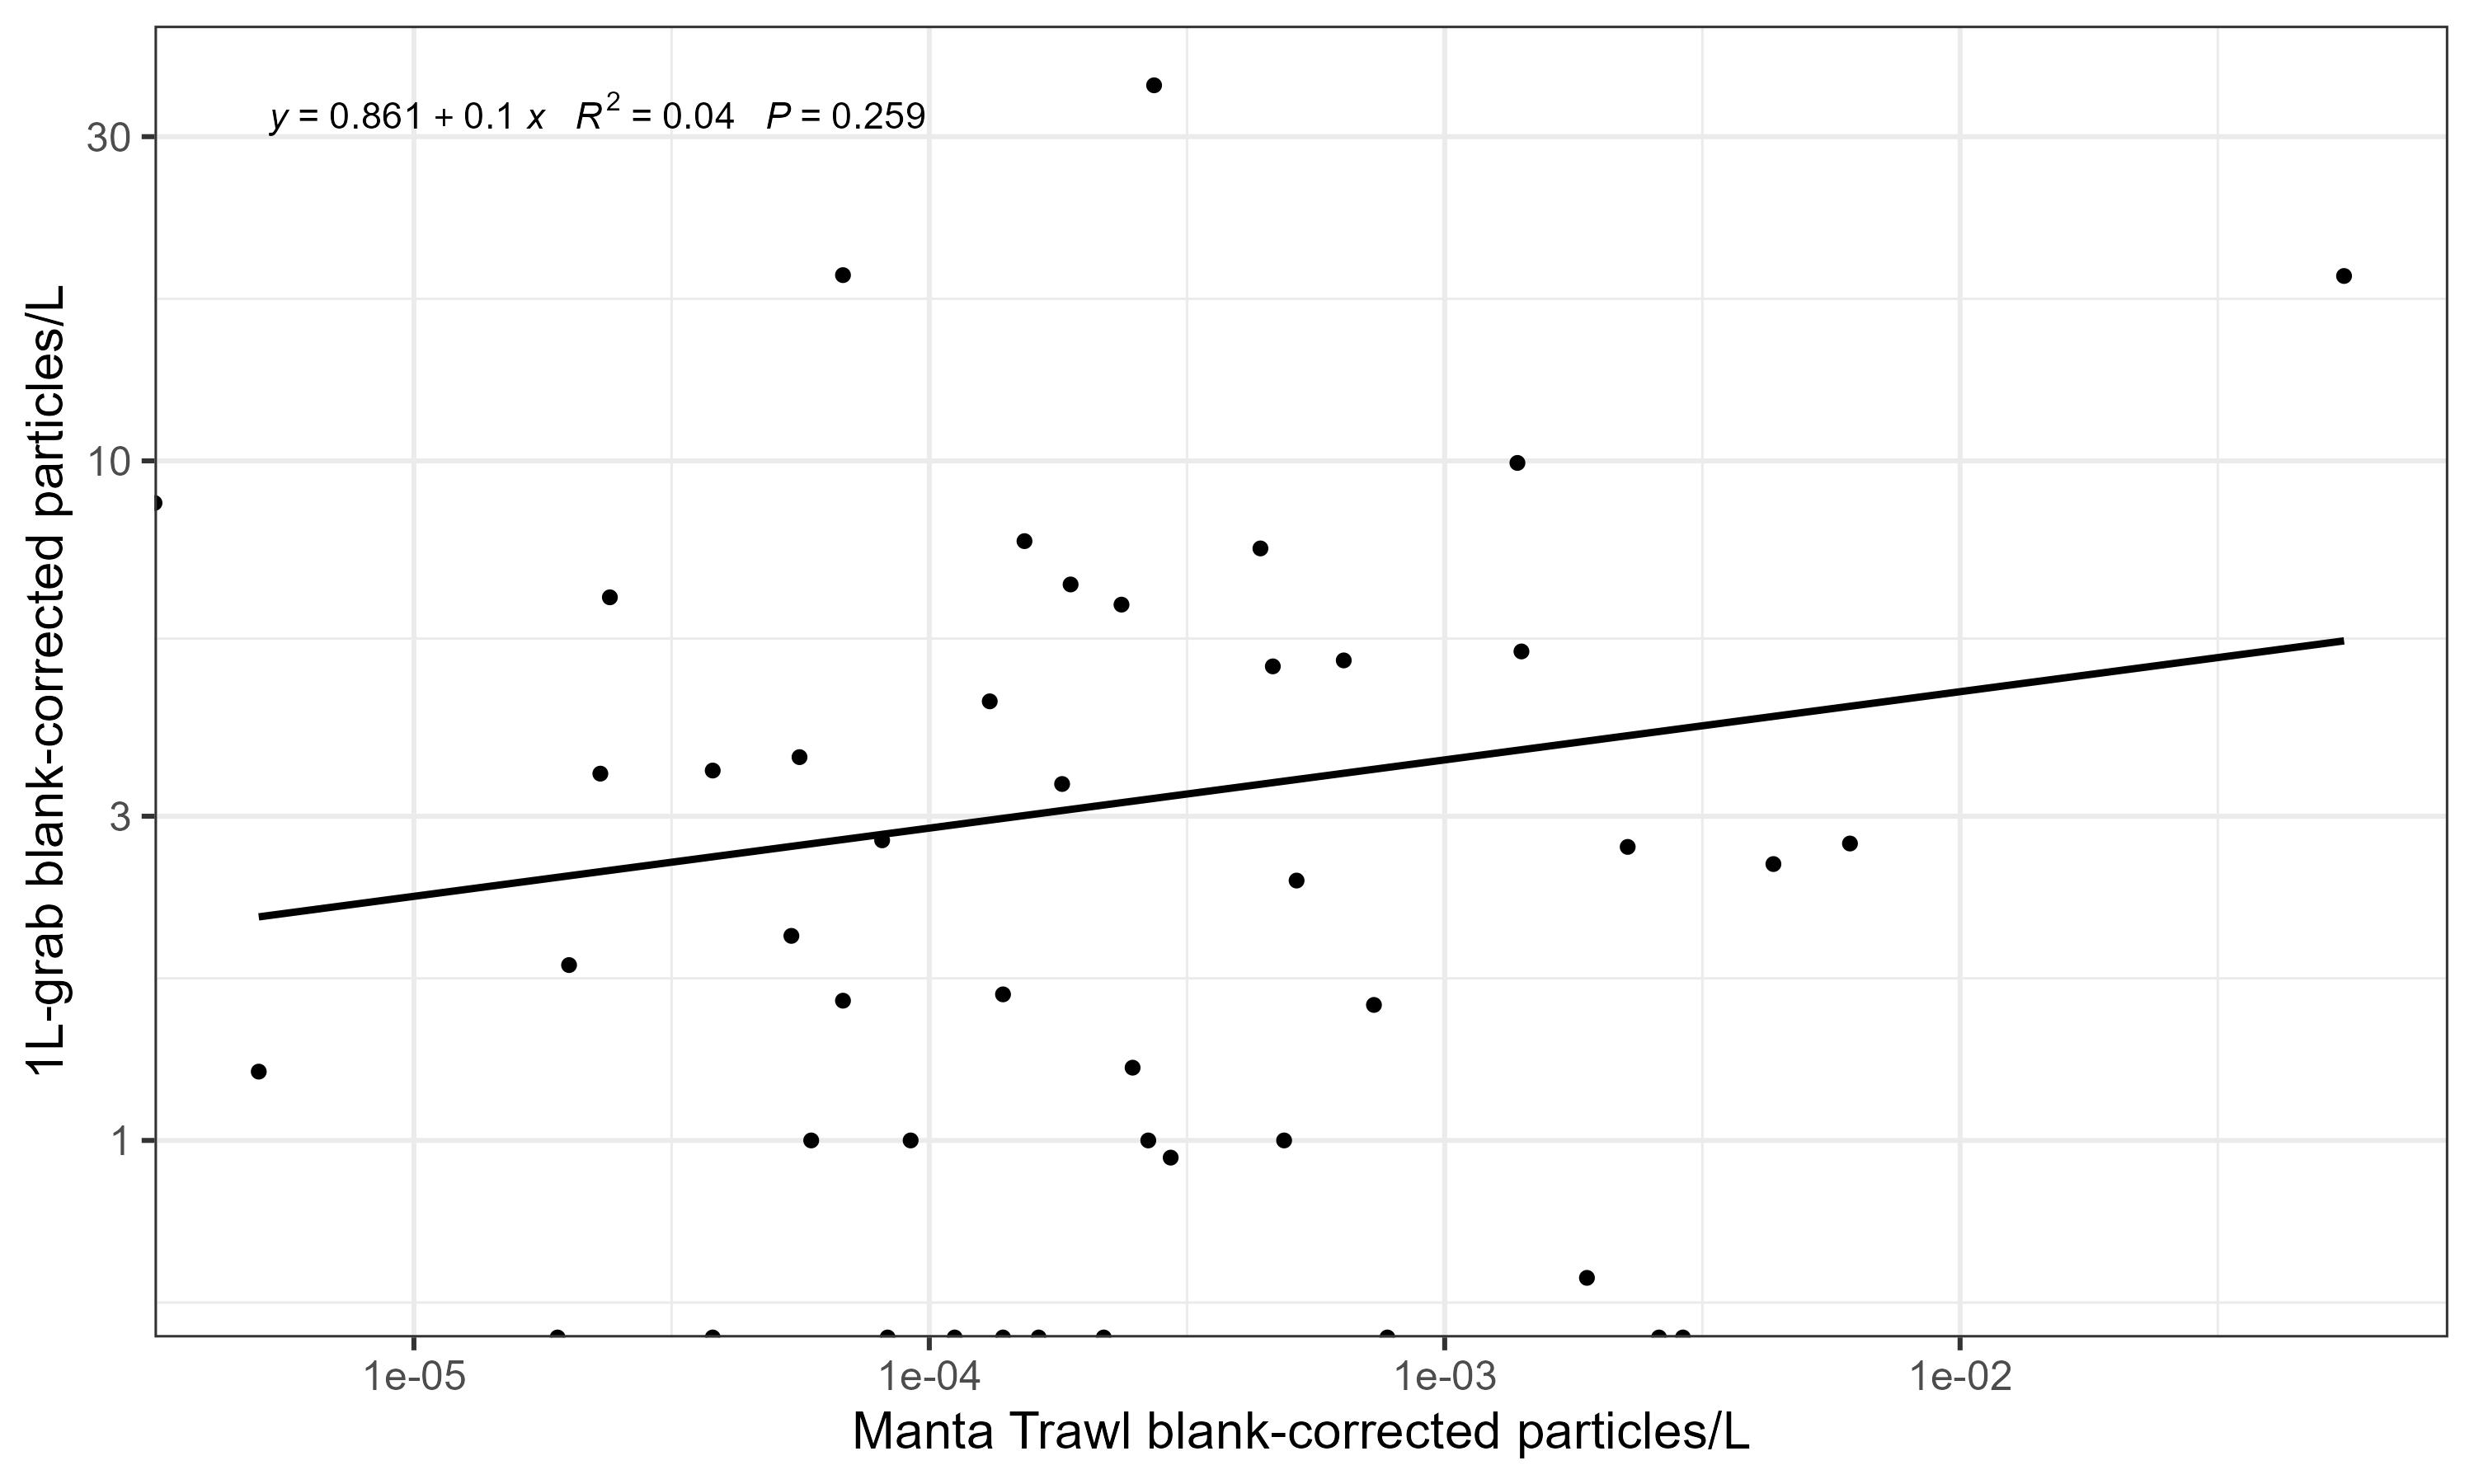 y = 0.861 + 0.1 x R² = 0.04 P = 0.259
30
10
3
1
1L-grab blank-corrected particles/L
1e-05 1e-04 1e-03 1e-02
Manta Trawl blank-corrected particles/L